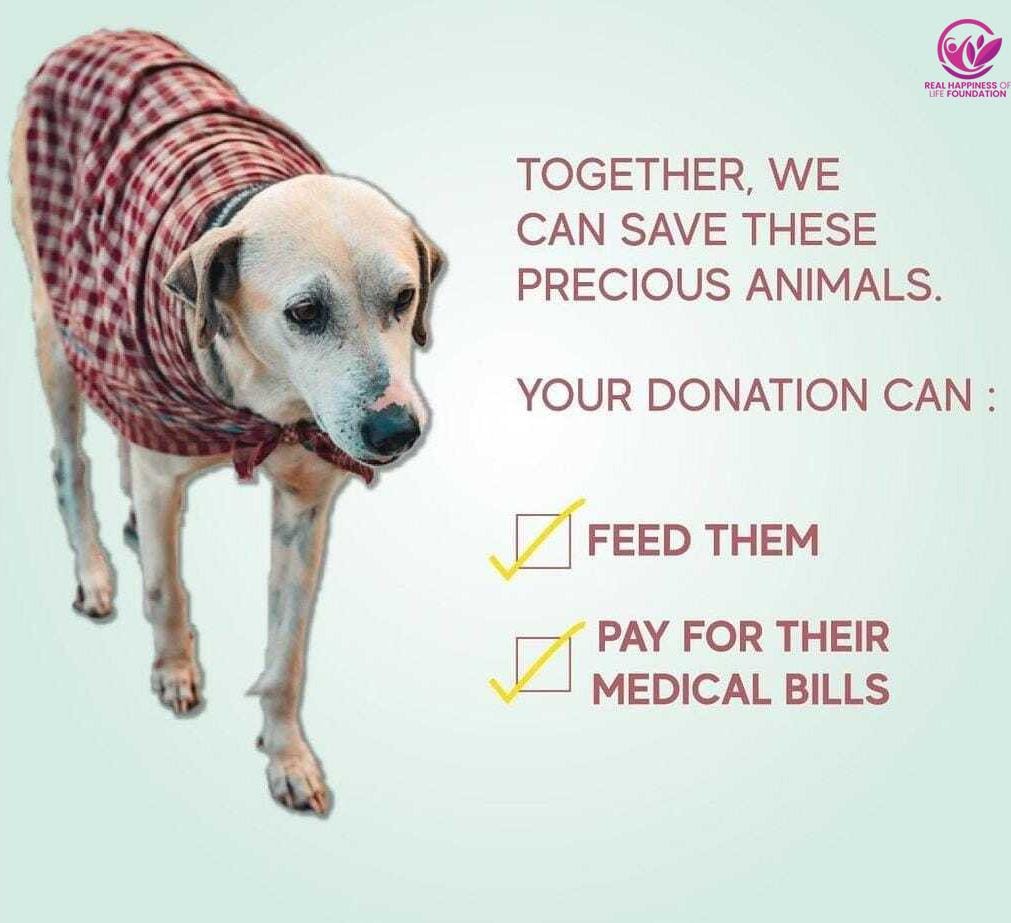 REAL HAPPINESS OF
LIFE FOUNDATION
TOGETHER, WE
CAN SAVE THESE
PRECIOUS ANIMALS.
YOUR DONATION CAN :
FEED THEM
PAY FOR THEIR
MEDICAL BILLS